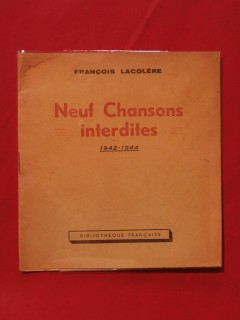 FRANÇOIS LACOLÈRE
Neuf Chansons
interdites
1942-1944
BIBLIOTHÈQUE FRANÇAISE